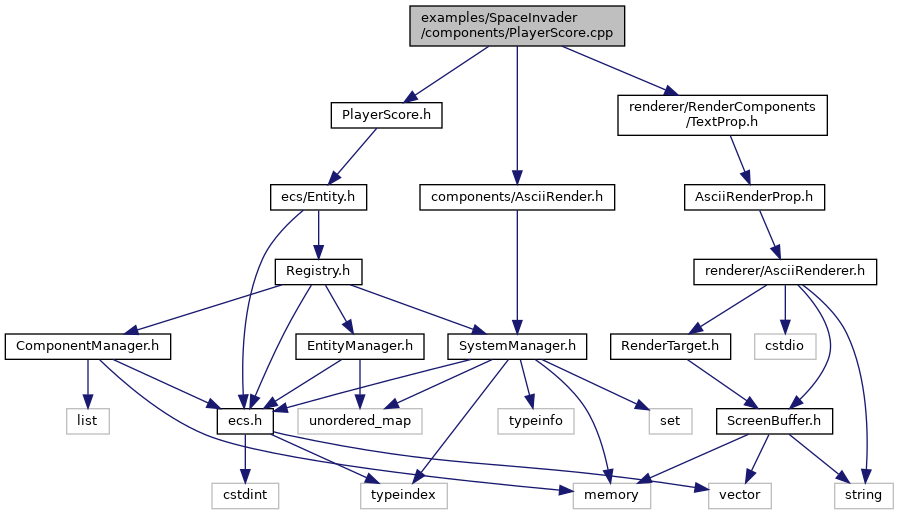 examples/SpaceInvader
/components/PlayerScore.cpp
PlayerScore.h
renderer/RenderComponents
/TextProp.h
ecs/Entity.h
components/AsciiRender.h
AsciiRenderProp.h
Registry.h
renderer/AsciiRenderer.h
ComponentManager.h
EntityManager.h
SystemManager.h
RenderTarget.h
cstdio
list
ecs.h
unordered_map
typeinfo
set
ScreenBuffer.h
cstdint
typeindex
memory
vector
string